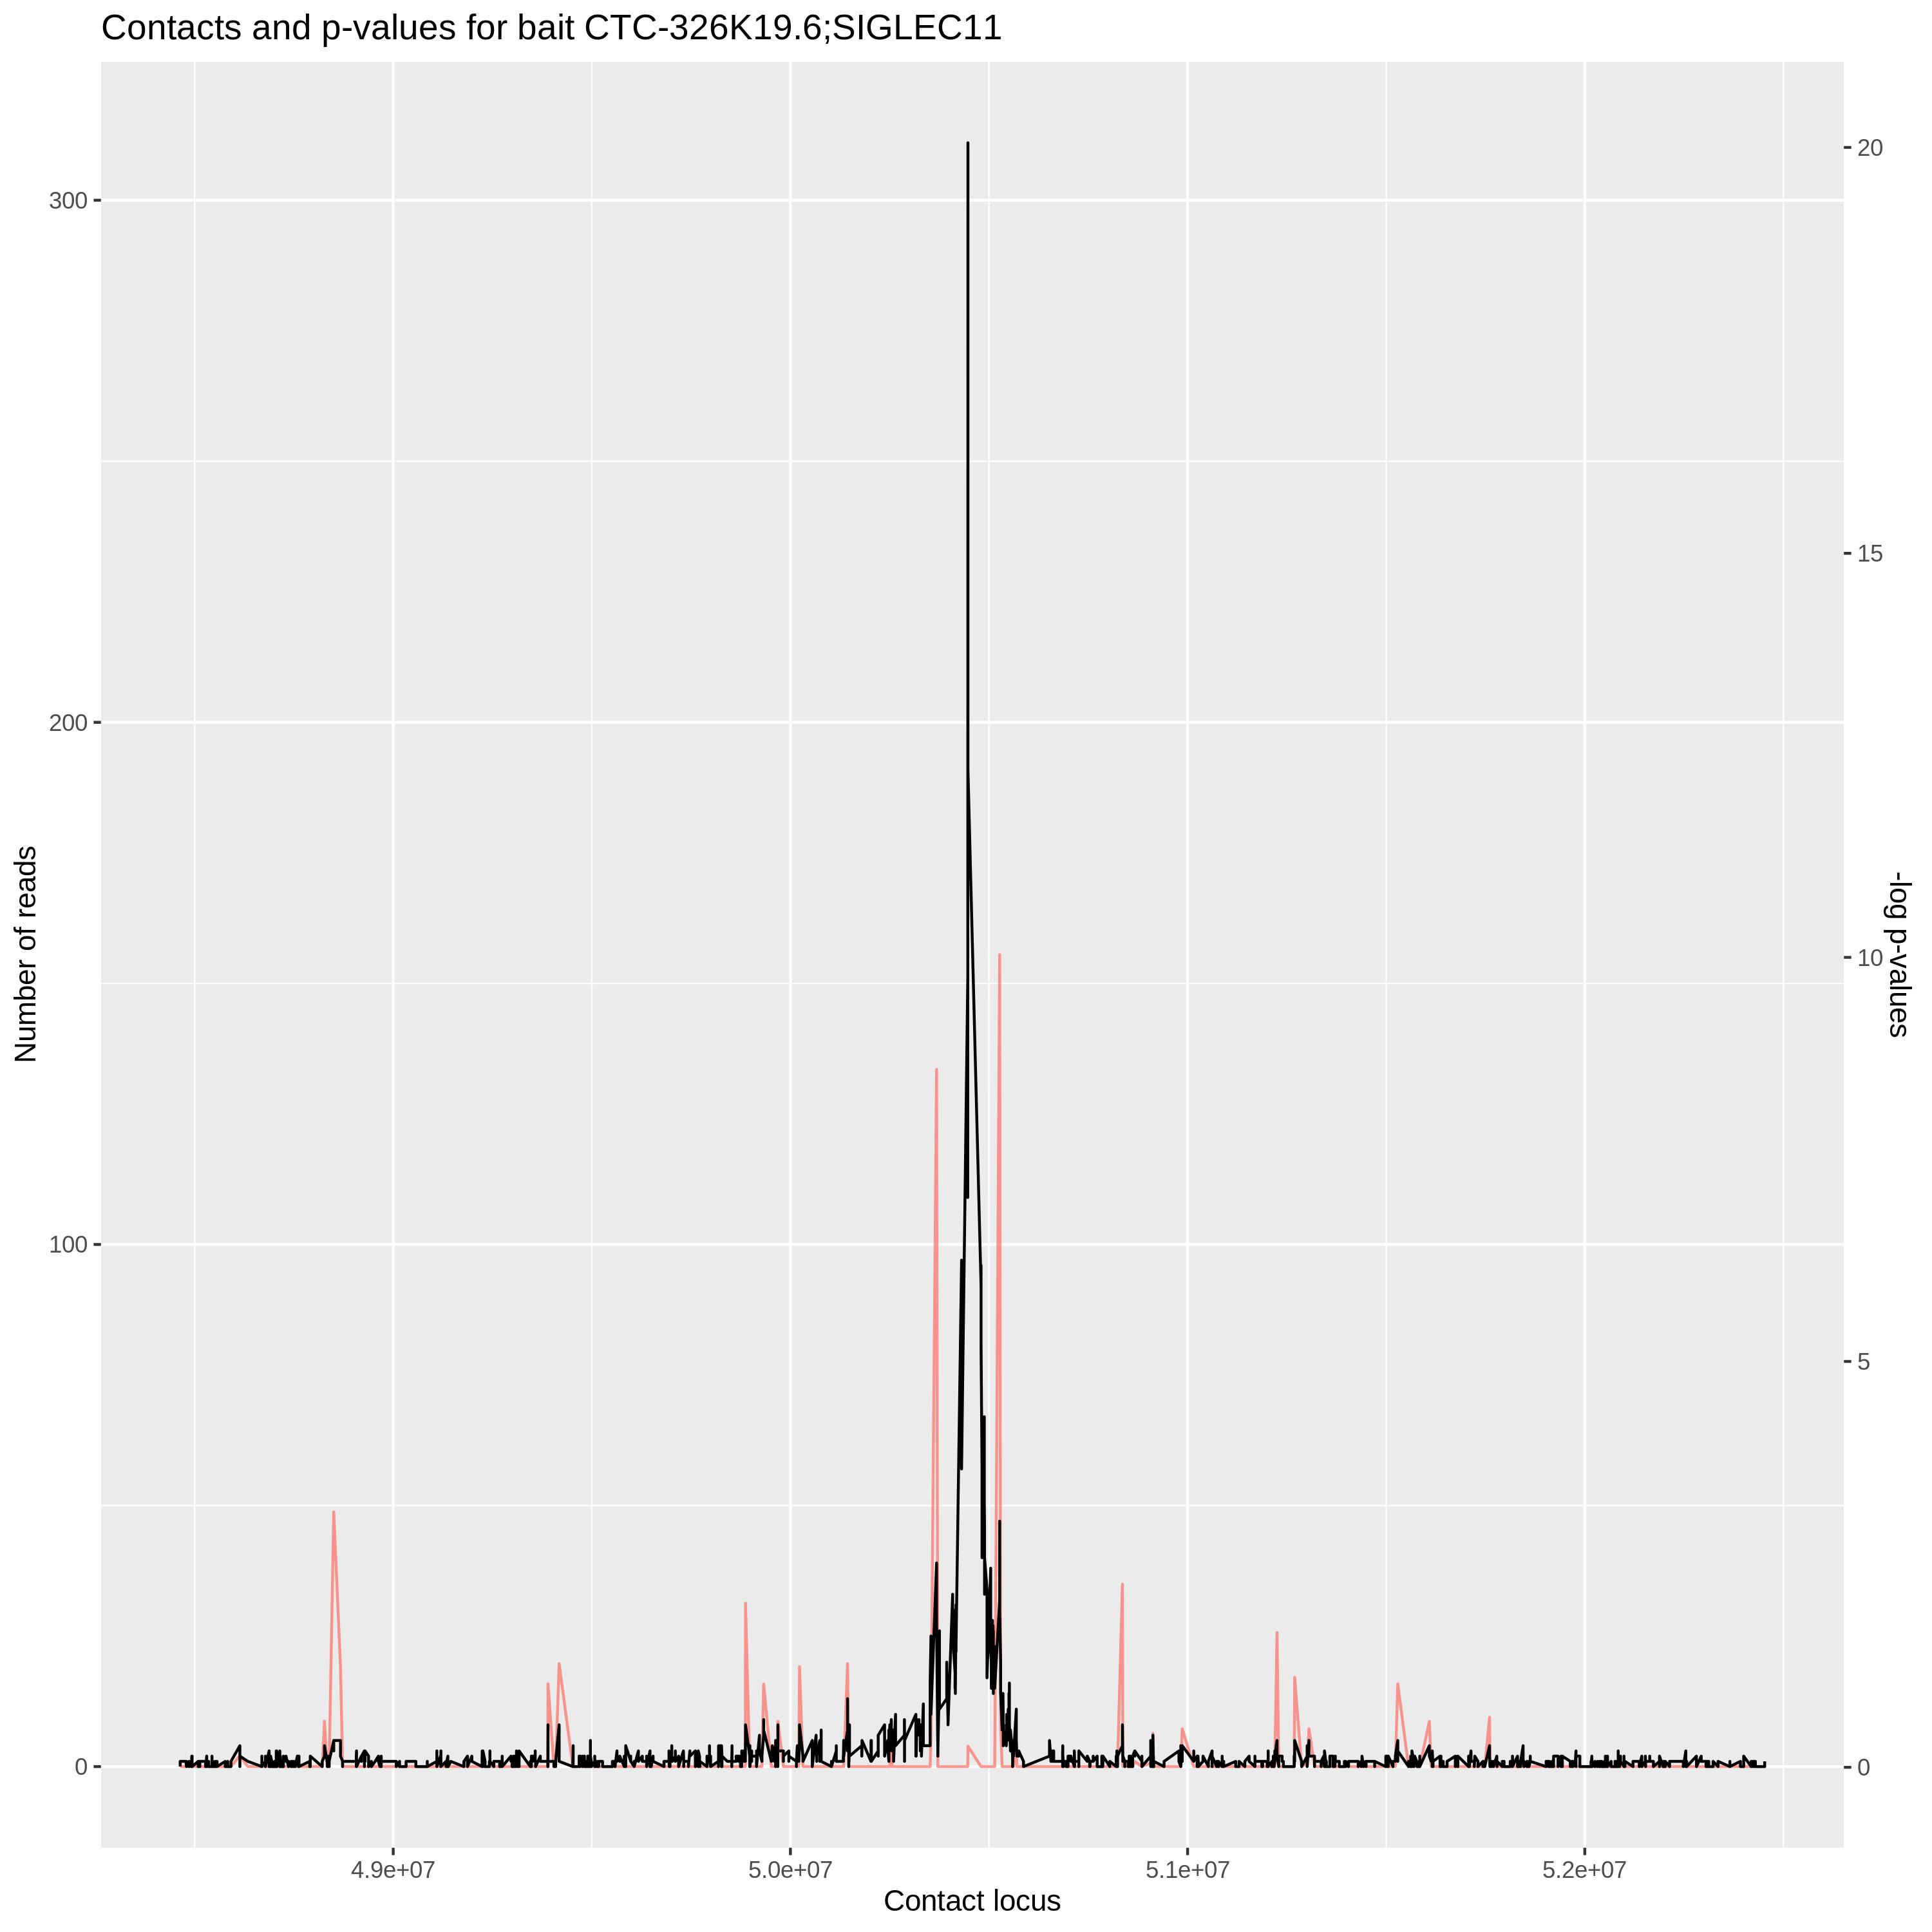 Contacts and p-values for bait CTC-326K19.6;SIGLEC11
Number of reads
300
200
100
0
20
15
10
5
0
-log p-values
4.9e+07
5.0e+07
5.1e+07
5.2e+07
Contact locus